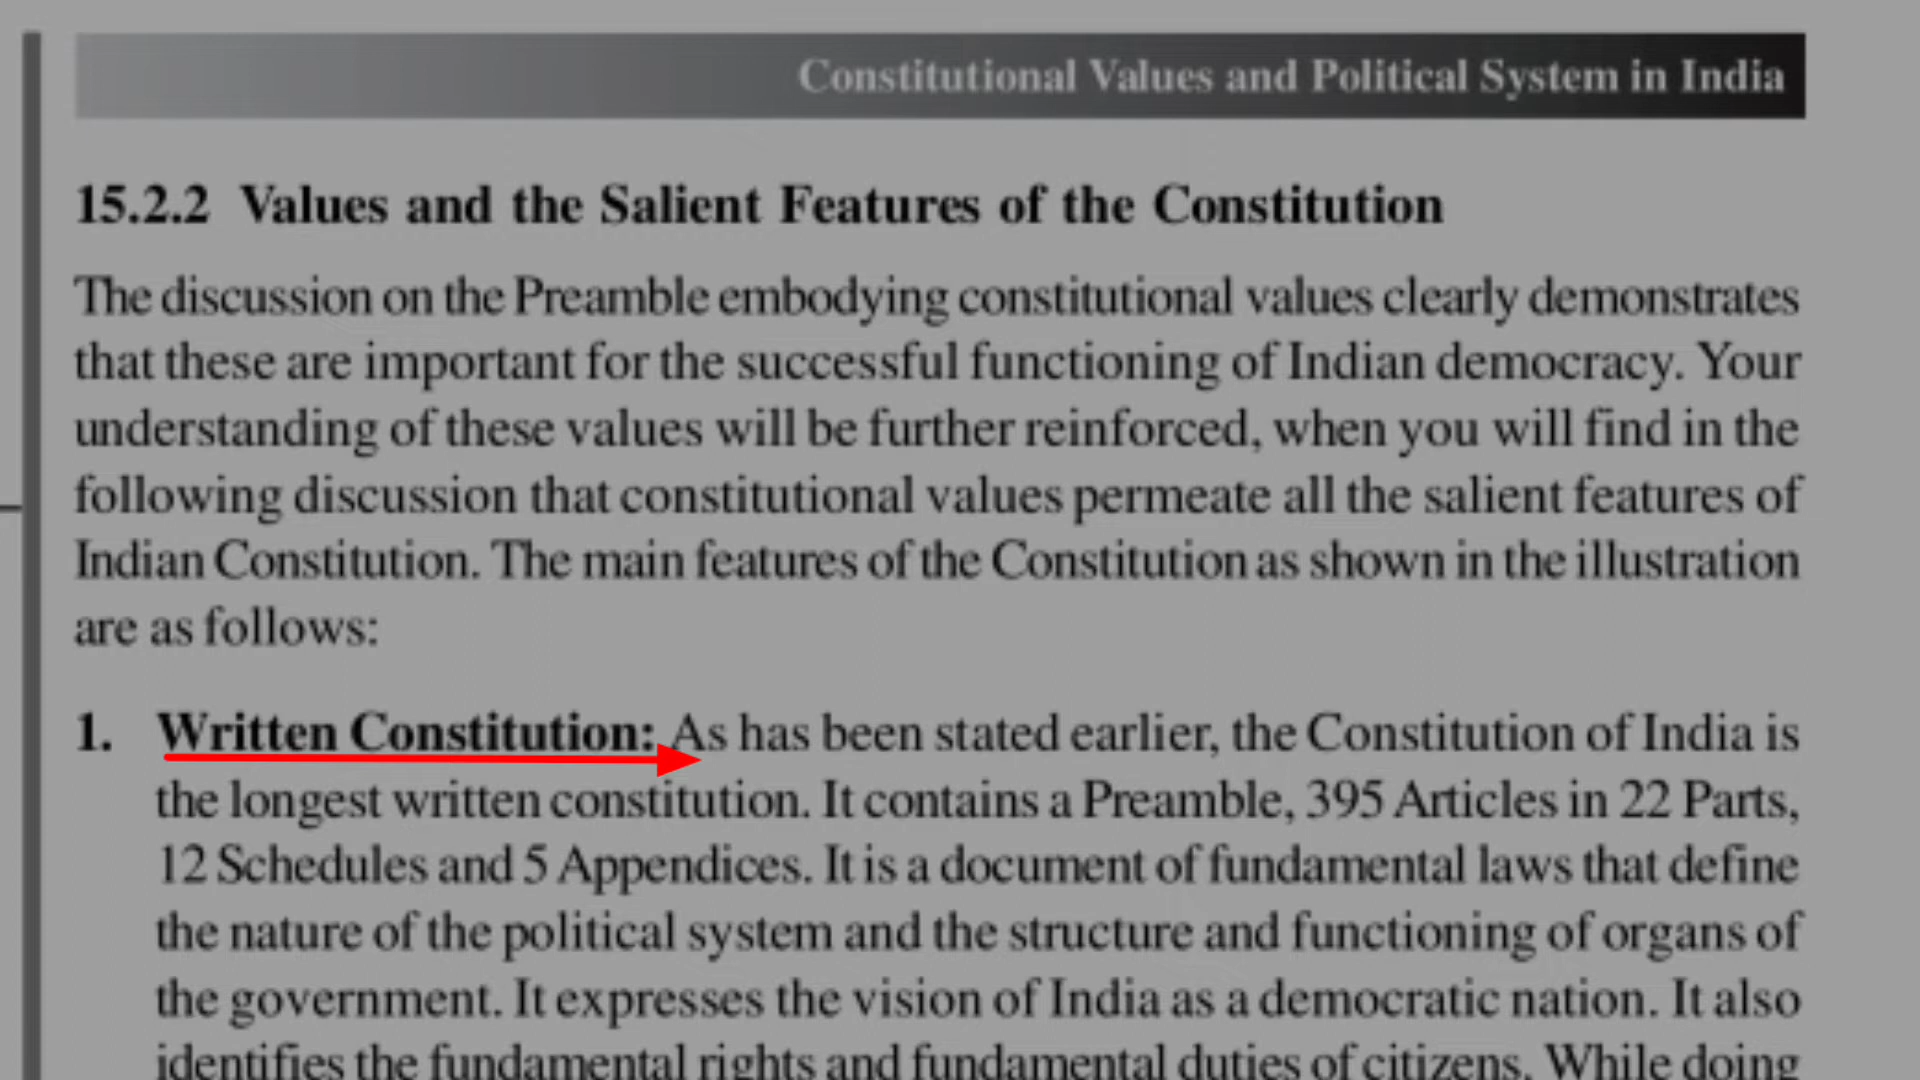 Constitutional Values and Political System in India
15.2.2 Values and the Salient Features of the Constitution
The discussion on the Preamble embodying constitutional values clearly demonstrates
that these are important for the successful functioning of Indian democracy. Your
understanding of these values will be further reinforced, when you will find in the
following discussion that constitutional values permeate all the salient features of
Indian Constitution. The main features of the Constitution as shown in the illustration
are as follows:
1. Written Constitution: As has been stated earlier, the Constitution of India is
the longest written constitution. It contains a Preamble, 395 Articles in 22 Parts,
12 Schedules and 5 Appendices. It is a document of fundamental laws that define
the nature of the political system and the structure and functioning of organs of
the government. It expresses the vision of India as a democratic nation. It also
identifies the fundamental rights and fundamental duties of citizens. While doing